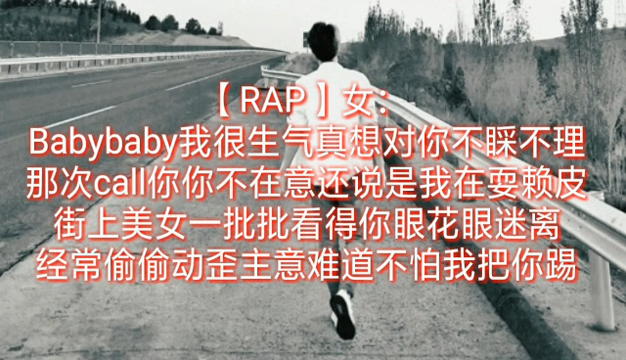 【RAP】女：
Babybaby我很生气真想对你不睬不理
那次call你你不在意还说是我在耍赖皮
街上美女一批批看得你眼花眼迷离
经常偷偷动歪主意难道不怕我把你踢